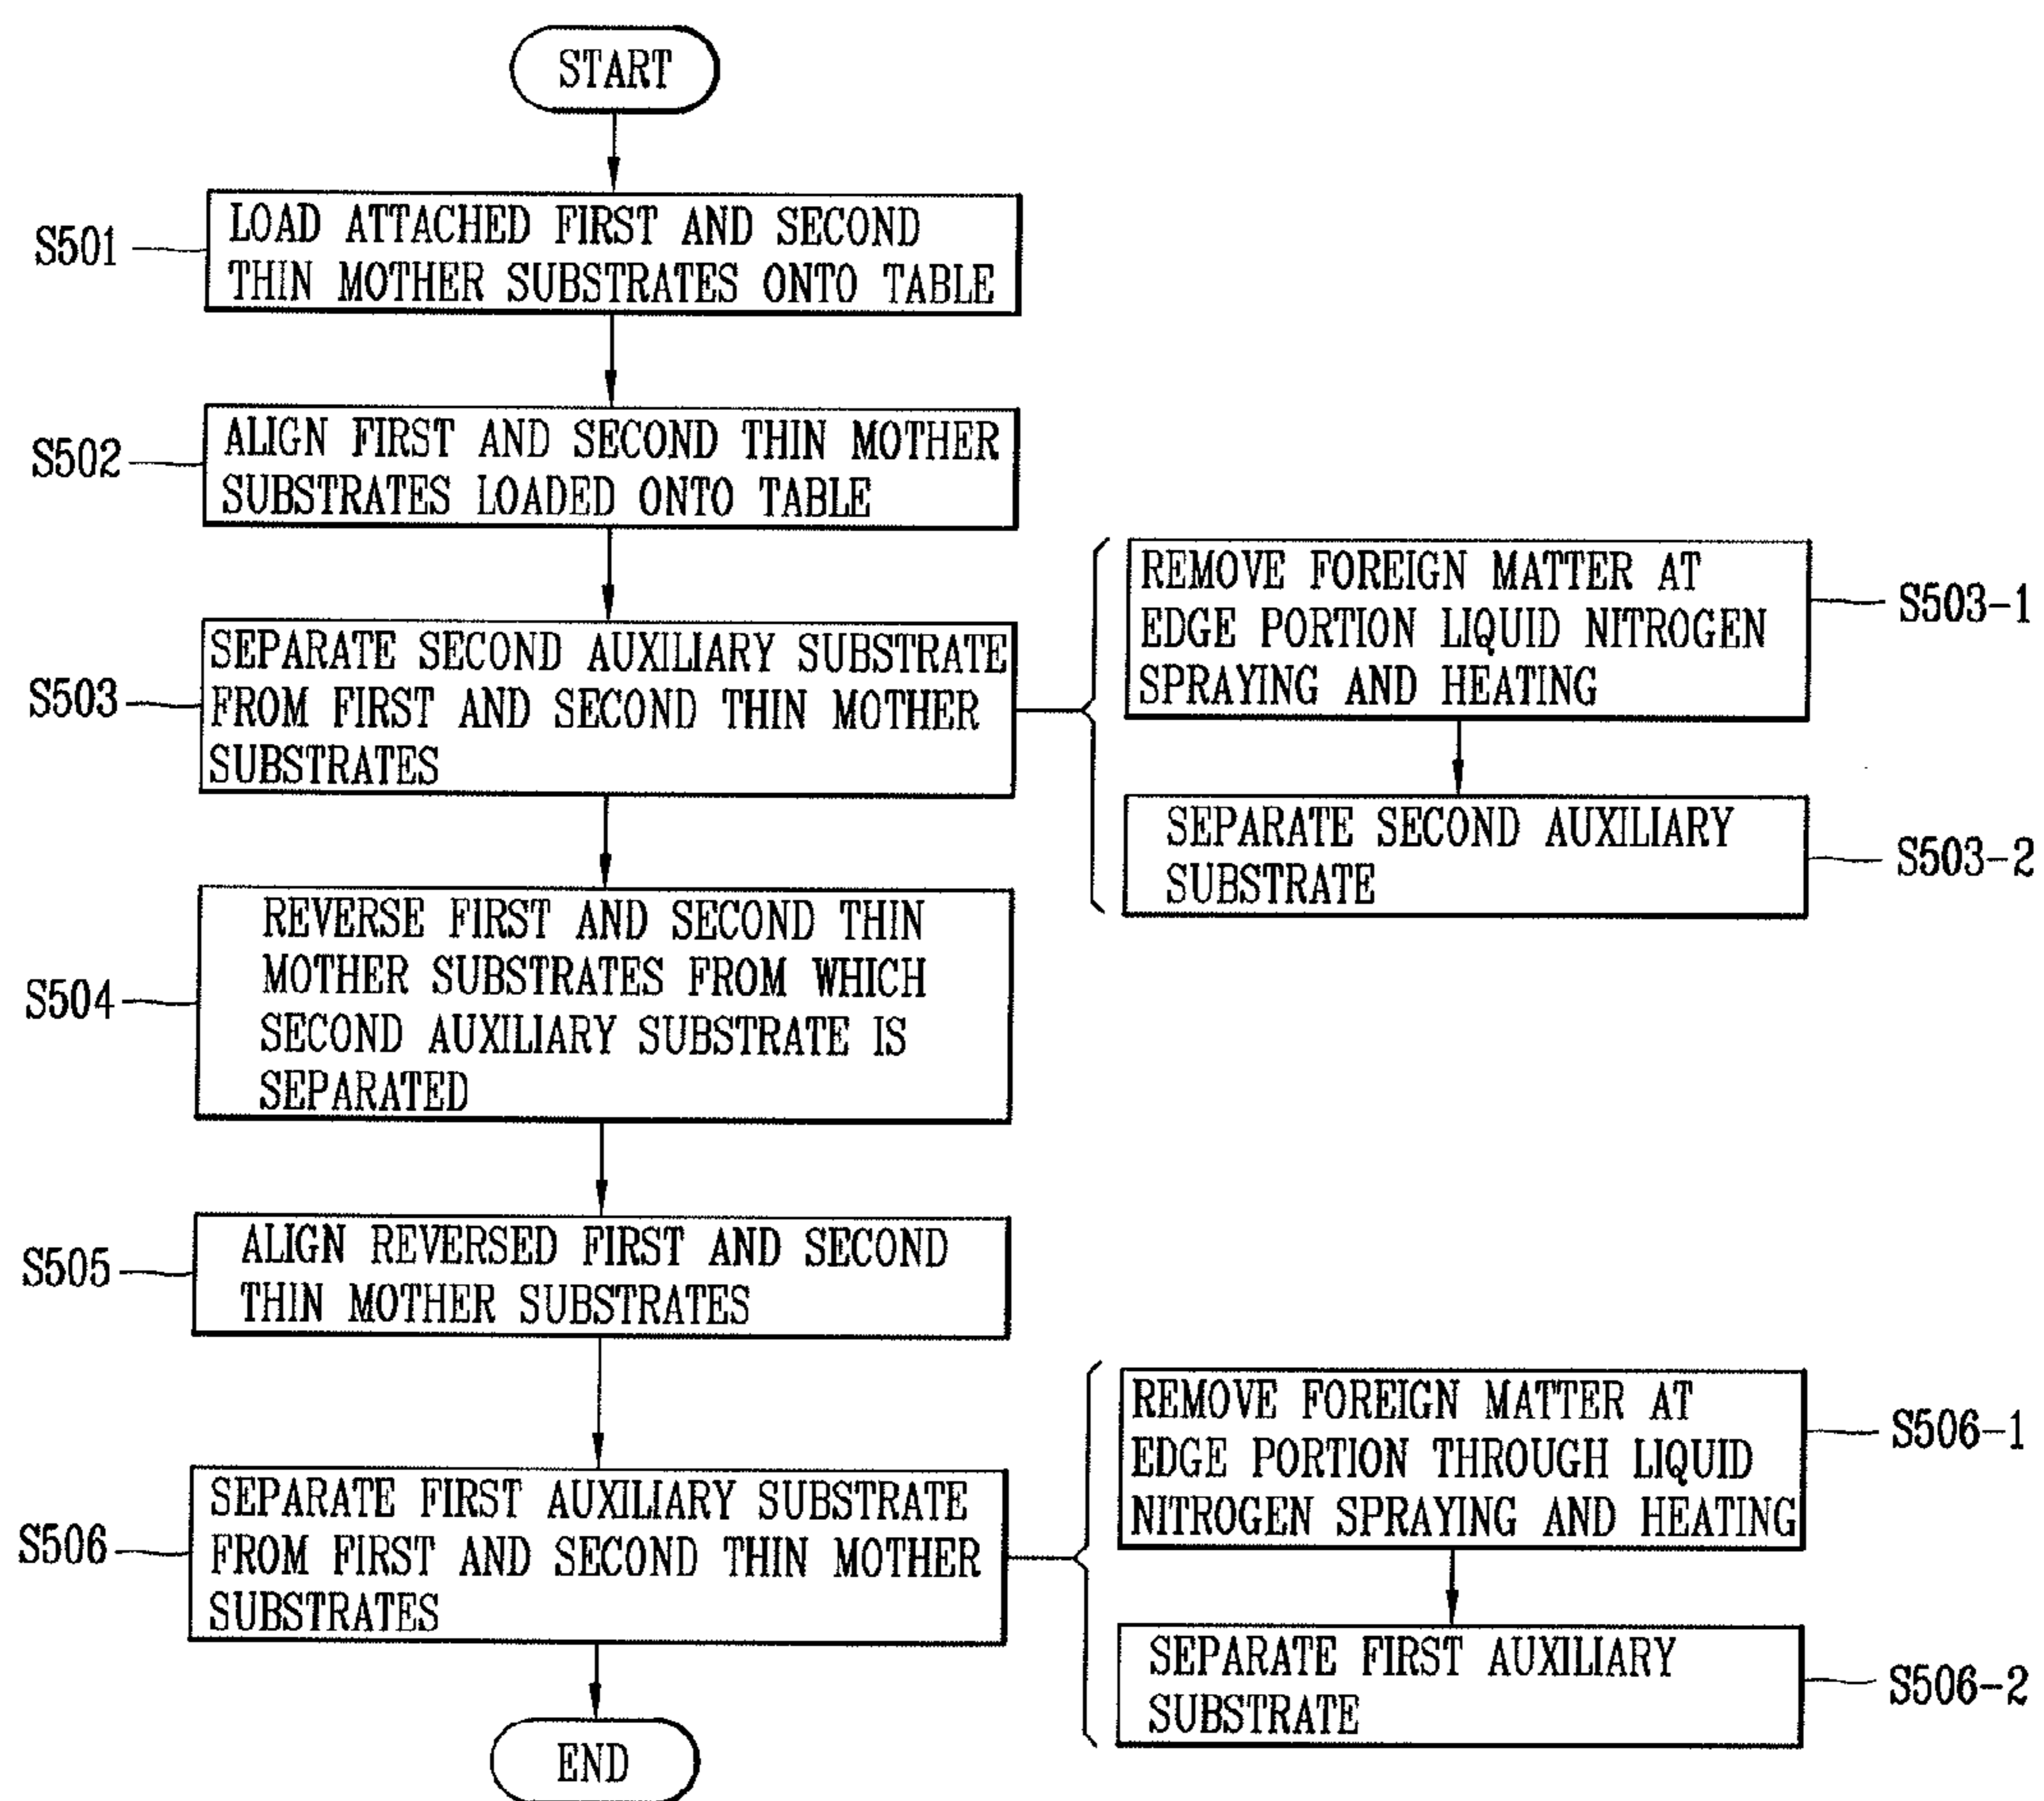 START
S501
LOAD ATTACHED FIRST AND SECOND
THIN MOTHER SUBSTRATES ONTO TABLE
S502
ALIGN FIRST AND SECOND THIN MOTHER
SUBSTRATES LOADED ONTO TABLE
S503
SEPARATE SECOND AUXILIARY SUBSTRATE
FROM FIRST AND SECOND THIN MOTHER
SUBSTRATES
REMOVE FOREIGN MATTER AT
EDGE PORTION LIQUID NITROGEN
SPRAYING AND HEATING
S503-1
SEPARATE SECOND AUXILIARY
SUBSTRATE
S503-2
S504
REVERSE FIRST AND SECOND THIN
MOTHER SUBSTRATES FROM WHICH
SECOND AUXILIARY SUBSTRATE IS
SEPARATED
S505
ALIGN REVERSED FIRST AND SECOND
THIN MOTHER SUBSTRATES
S506
SEPARATE FIRST AUXILIARY SUBSTRATE
FROM FIRST AND SECOND THIN MOTHER
SUBSTRATES
REMOVE FOREIGN MATTER AT
EDGE PORTION THROUGH LIQUID
NITROGEN SPRAYING AND HEATING
S506-1
SEPARATE FIRST AUXILIARY
SUBSTRATE
S506-2
END